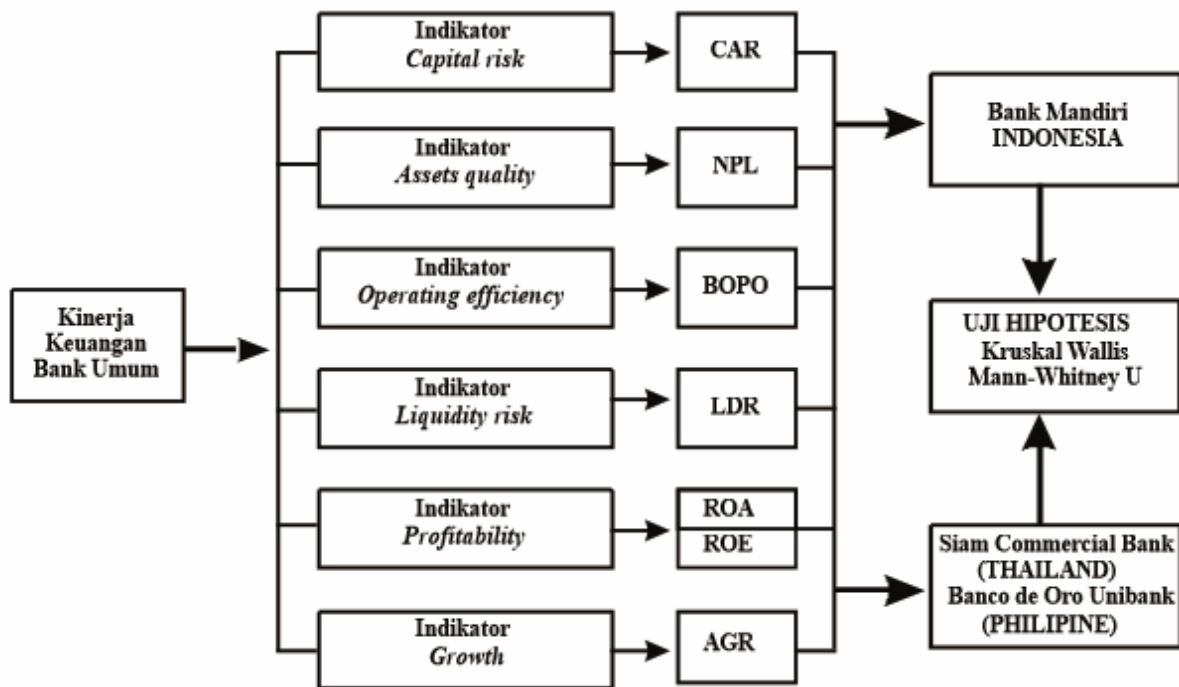 Kinerja
Keuangan
Bank Umum
Indikator
Capital risk
CAR
Indikator
Assets quality
NPL
Indikator
Operating efficiency
BOPO
Indikator
Liquidity risk
LDR
Indikator
Profitability
ROA
ROE
Indikator
Growth
AGR
Bank Mandiri
INDONESIA
UJI HIPOTESIS
Kruskal Wallis
Mann-Whitney U
Siam Commercial Bank
(THAILAND)
Banco de Oro Unibank
(PHILIPINE)